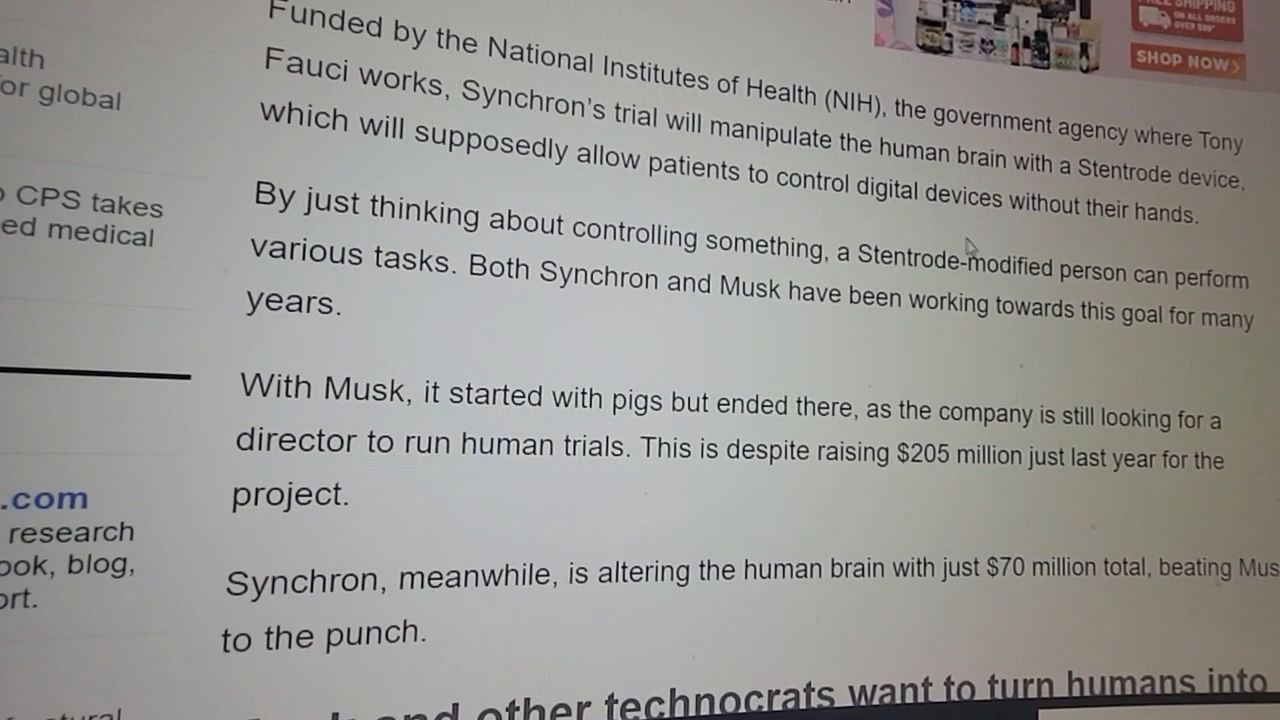 SHIPPING
ON ALL ORDERS
SHOP NOW >
Funded by the National Institutes of Health (NIH), the government agency where Tony
Fauci works, Synchron's trial will manipulate the human brain with a Stentrode device,
which will supposedly allow patients to control digital devices without their hands.
By just thinking about controlling something, a Stentrode-modified person can perform
various tasks. Both Synchron and Musk have been working towards this goal for many
years.
With Musk, it started with pigs but ended there, as the company is still looking for a
director to run human trials. This is despite raising $205 million just last year for the
project.
Synchron, meanwhile, is altering the human brain with just $70 million total, beating Mus
to the punch.
and other technocrats want to turn humans into
alth
or global
CPS takes
ed medical
.com
research
ook, blog,
ort.